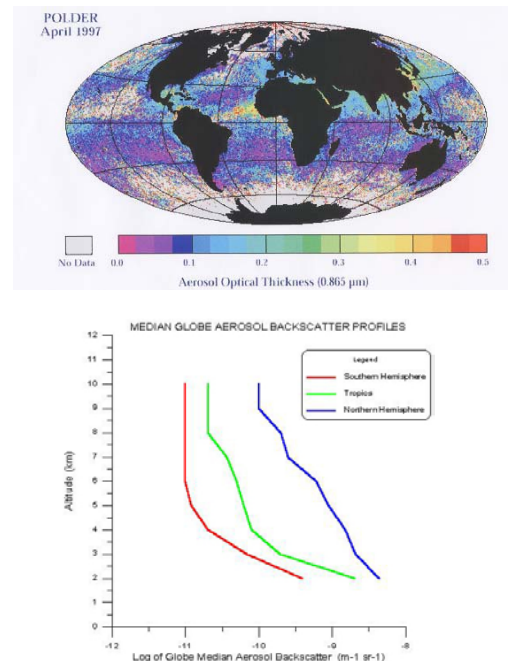 POLDER
April 1997
No Data
0.0 0.1 0.2 0.3 0.4 0.5
Aerosol Optical Thickness (0.865 µm)
MEDIAN GLOBE AEROSOL BACKSCATTER PROFILES
12
11
10
9
8
7
6
5
4
3
2
1
0
Altitude (km)
Legend
Southern Hemisphere
Tropics
Northern Hemisphere
-12 -11 -10 -9 -8
Log of Globe Median Aerosol Backscatter (m-1 sr-1)